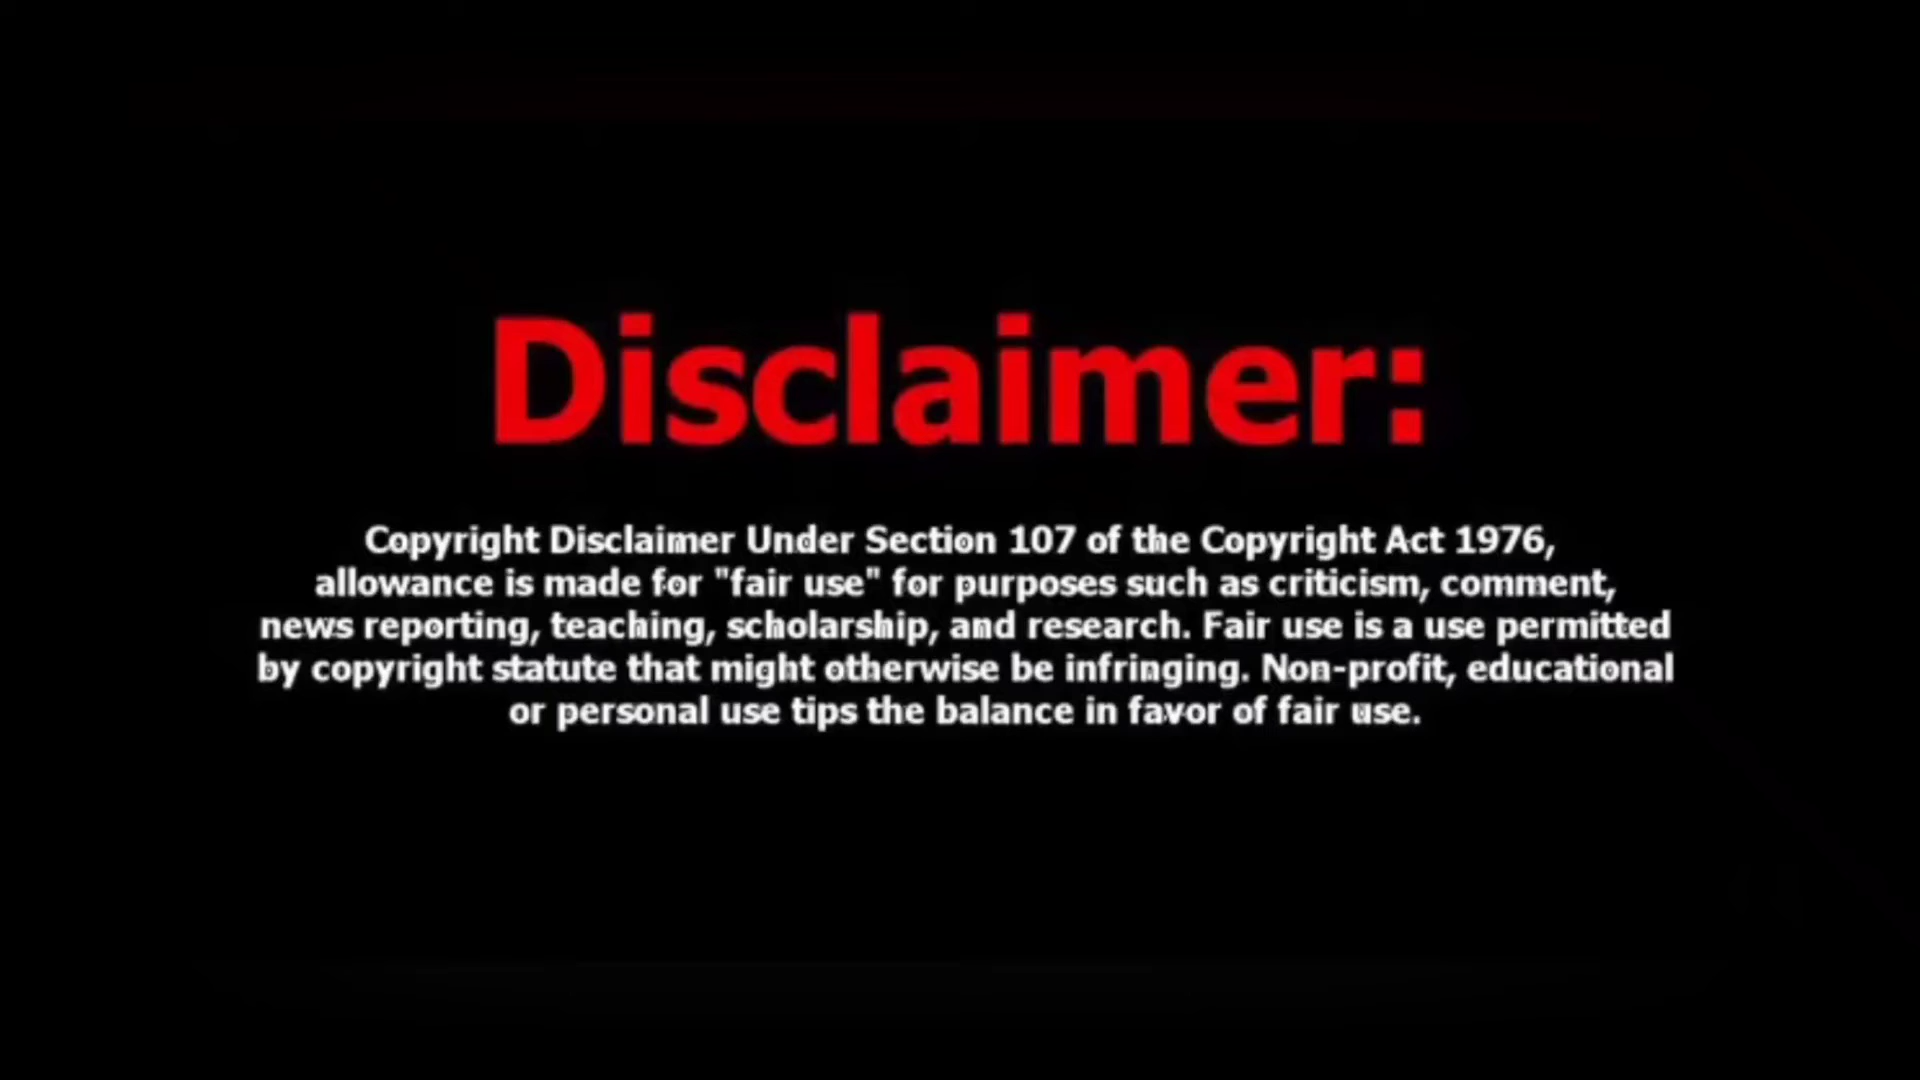 Disclaimer:
Copyright Disclaimer Under Section 107 of the Copyright Act 1976,
allowance is made for "fair use" for purposes such as criticism, comment,
news reporting, teaching, scholarship, and research. Fair use is a use permitted
by copyright statute that might otherwise be infringing. Non-profit, educational
or personal use tips the balance in favor of fair use.